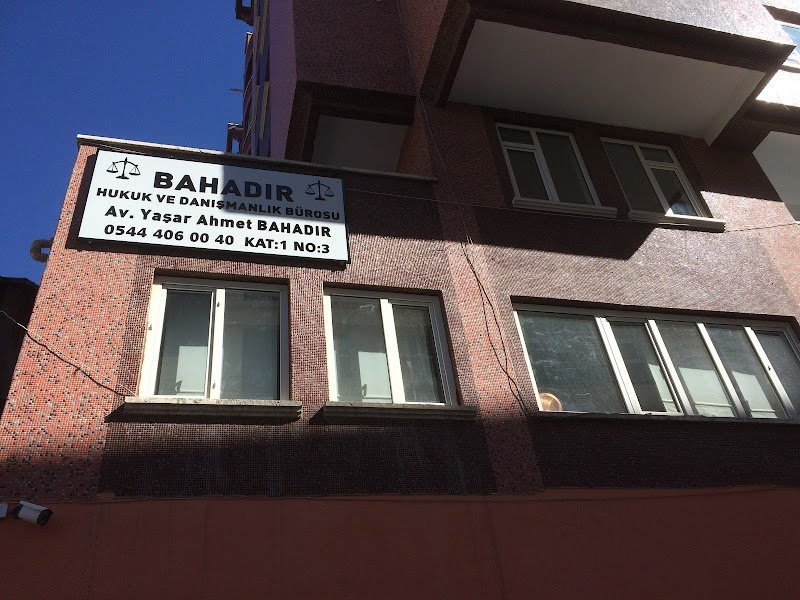 BAHADIR
HUKUK VE DANIŞMANLIK BÜROSU
Av. Yaşar Ahmet BAHADIR
0544 406 00 40 KAT:1 NO:3